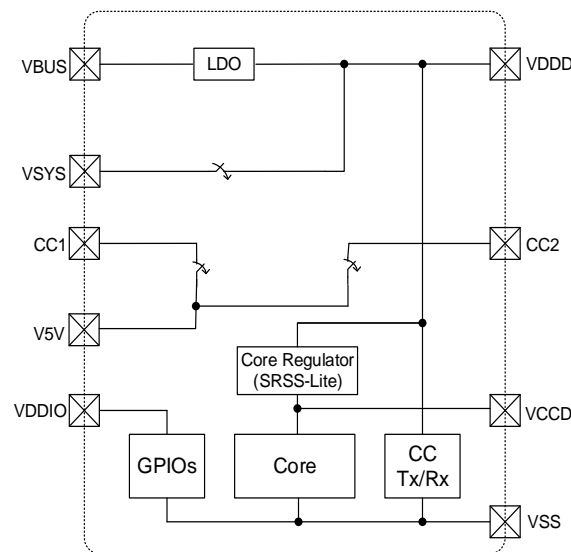 VBUS
LDO
VDDD
VSYS
CC1
CC2
V5V
Core Regulator
(SRSS-Lite)
VDDIO
VCCD
GPIOs
Core
CC
Tx/Rx
VSS